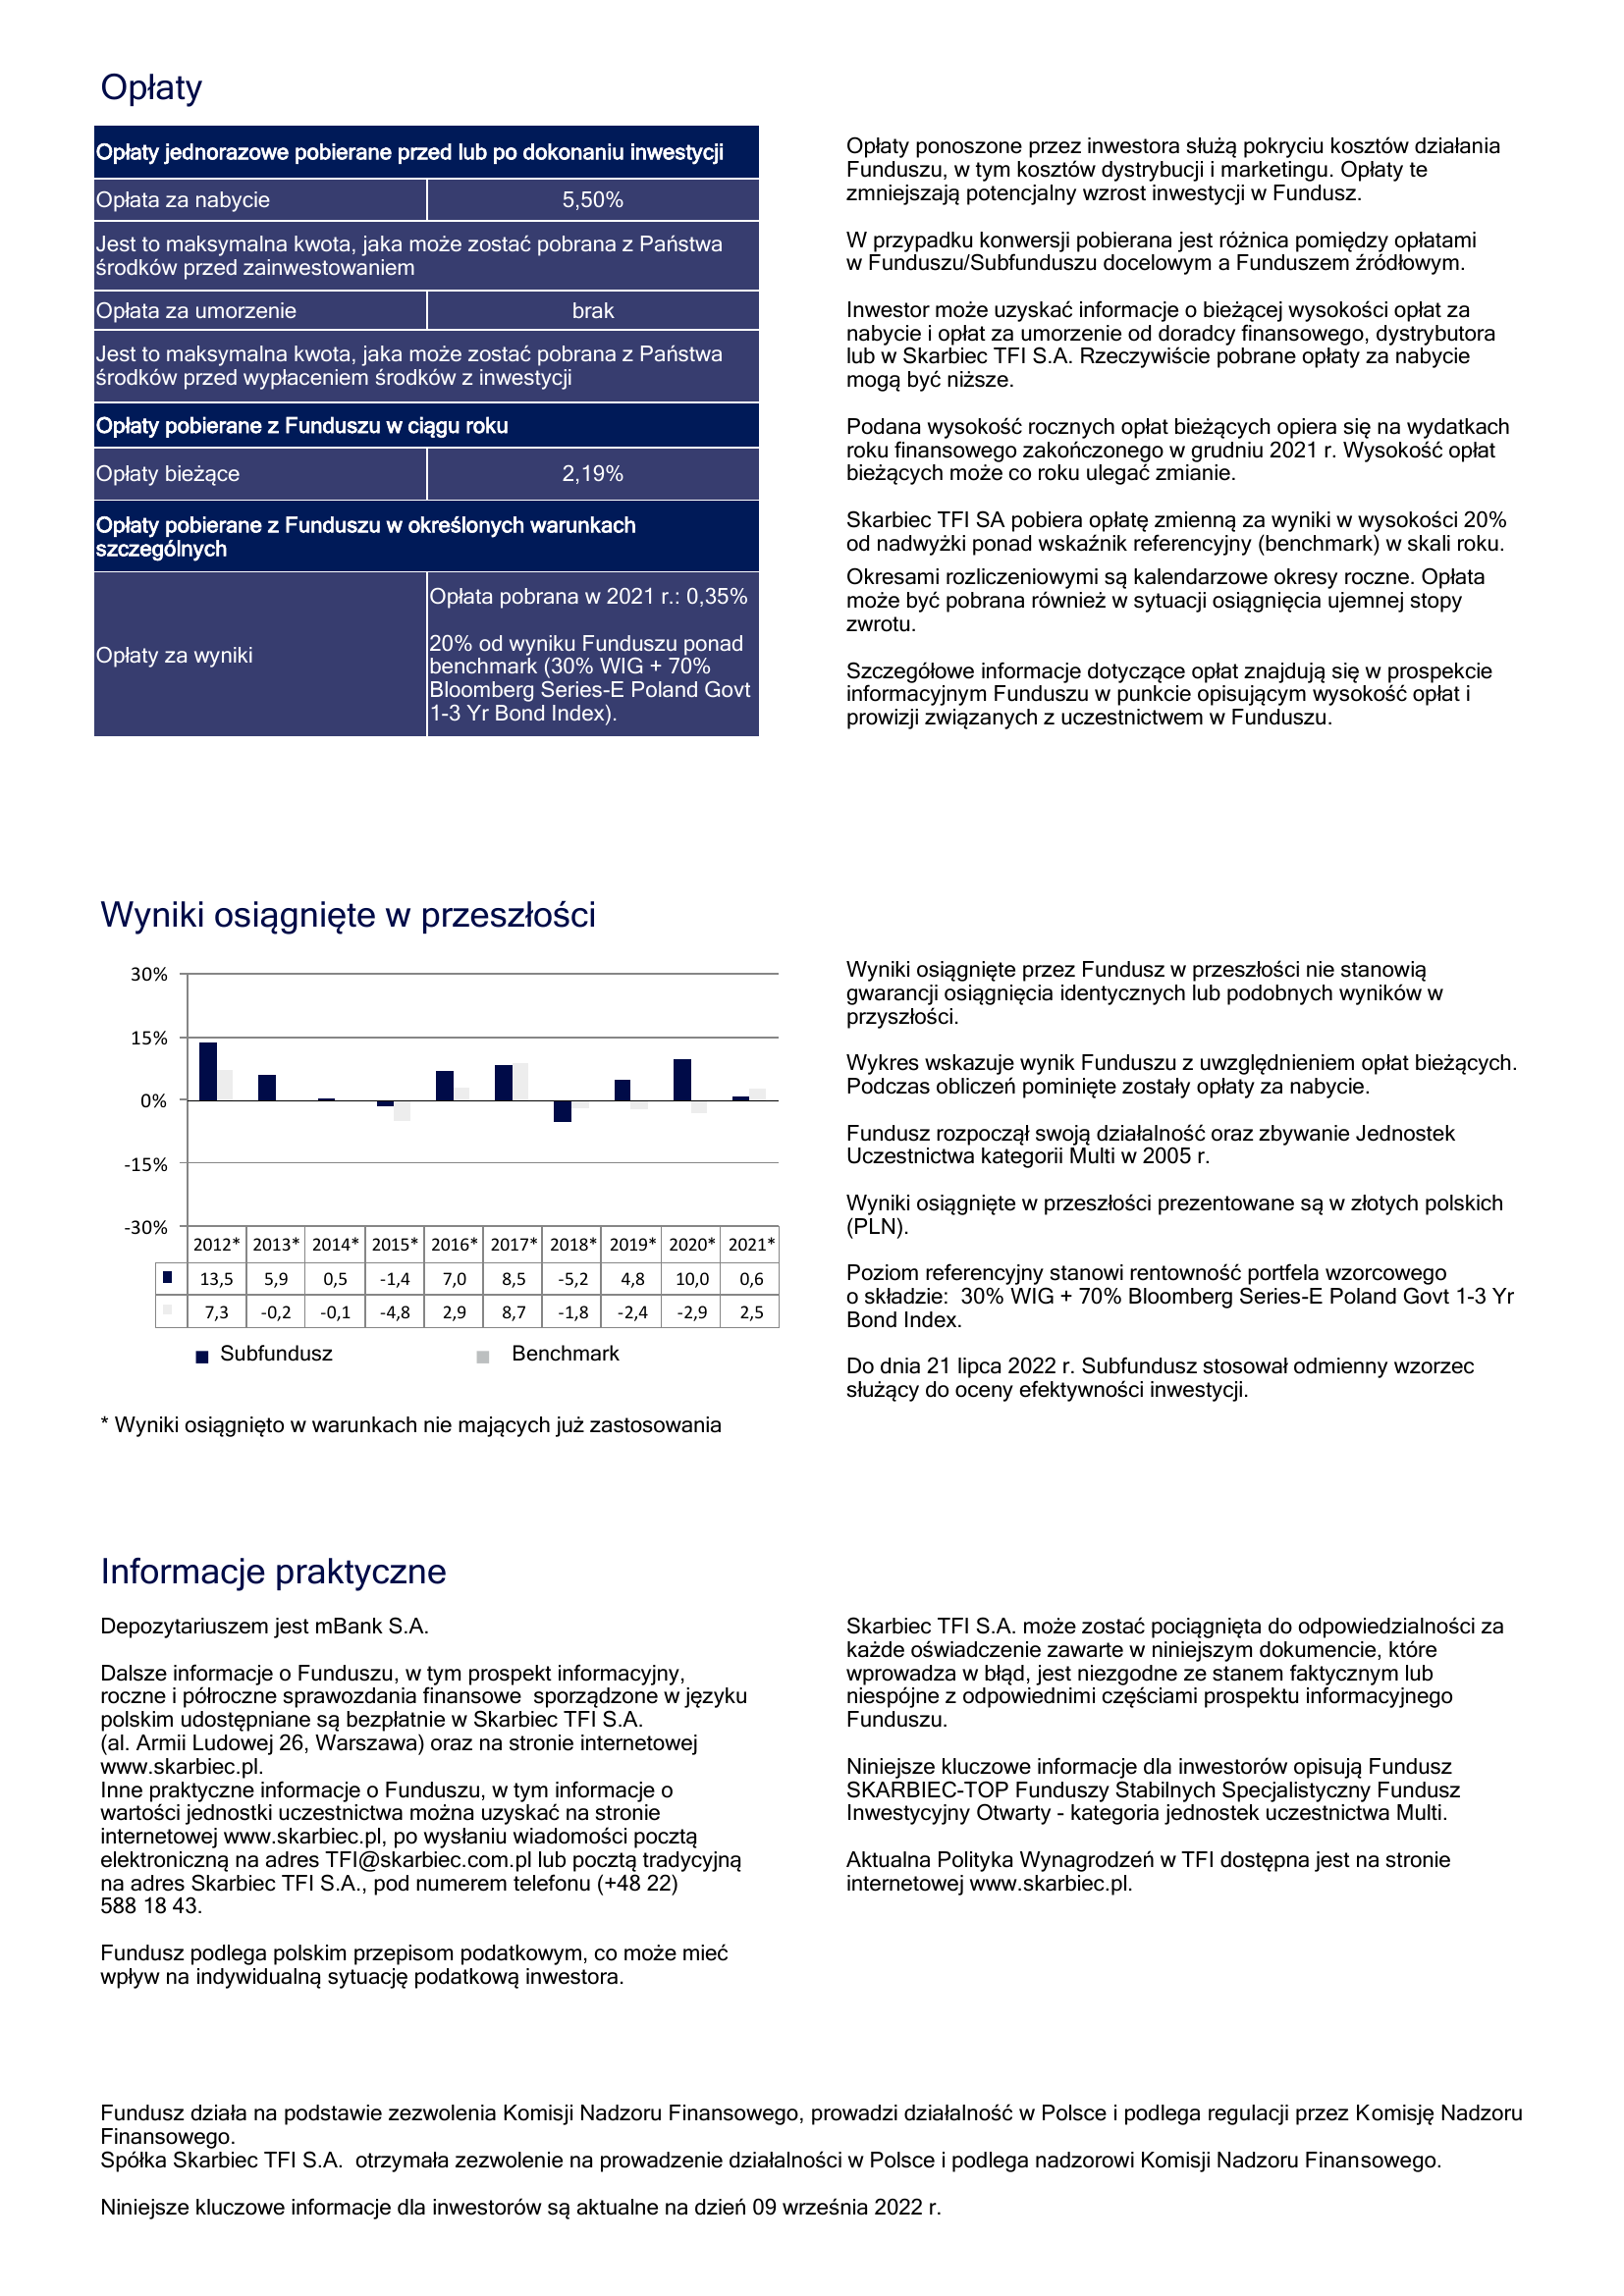 Opłaty
Opłaty jednorazowe pobierane przed lub po dokonaniu inwestycji
Opłata za nabycie 5,50%
Jest to maksymalna kwota, jaka może zostać pobrana z Państwa
środków przed zainwestowaniem
Opłata za umorzenie brak
Jest to maksymalna kwota, jaka może zostać pobrana z Państwa
środków przed wypłaceniem środków z inwestycji
Opłaty pobierane z Funduszu w ciągu roku
Opłaty bieżące 2,19%
Opłaty pobierane z Funduszu w określonych warunkach
szczególnych
Opłaty za wyniki
Opłata pobrana w 2021 r.: 0,35%
20% od wyniku Funduszu ponad
benchmark (30% WIG + 70%
Bloomberg Series-E Poland Govt
1-3 Yr Bond Index).
Opłaty ponoszone przez inwestora służą pokryciu kosztów działania
Funduszu, w tym kosztów dystrybucji i marketingu. Opłaty te
zmniejszają potencjalny wzrost inwestycji w Fundusz.
W przypadku konwersji pobierana jest różnica pomiędzy opłatami
w Funduszu/Subfunduszu docelowym a Funduszem źródłowym.
Inwestor może uzyskać informacje o bieżącej wysokości opłat za
nabycie i opłat za umorzenie od doradcy finansowego, dystrybutora
lub w Skarbiec TFI S.A. Rzeczywiście pobrane opłaty za nabycie
mogą być niższe.
Podana wysokość rocznych opłat bieżących opiera się na wydatkach
roku finansowego zakończonego w grudniu 2021 r. Wysokość opłat
bieżących może co roku ulegać zmianie.
Skarbiec TFI SA pobiera opłatę zmienną za wyniki w wysokości 20%
od nadwyżki ponad wskaźnik referencyjny (benchmark) w skali roku.
Okresami rozliczeniowymi są kalendarzowe okresy roczne. Opłata
może być pobrana również w sytuacji osiągnięcia ujemnej stopy
zwrotu.
Szczegółowe informacje dotyczące opłat znajdują się w prospekcie
informacyjnym Funduszu w punkcie opisującym wysokość opłat i
prowizji związanych z uczestnictwem w Funduszu.
Wyniki osiągnięte w przeszłości
30%
15%
0%
-15%
-30%
2012* 2013* 2014* 2015* 2016* 2017* 2018* 2019* 2020* 2021*
13,5 5,9 0,5 -1,4 7,0 8,5 -5,2 4,8 10,0 0,6
7,3 -0,2 -0,1 -4,8 2,9 8,7 -1,8 -2,4 -2,9 2,5
Subfundusz Benchmark
* Wyniki osiągnięto w warunkach nie mających już zastosowania
Wyniki osiągnięte przez Fundusz w przeszłości nie stanowią
gwarancji osiągnięcia identycznych lub podobnych wyników w
przyszłości.
Wykres wskazuje wynik Funduszu z uwzględnieniem opłat bieżących.
Podczas obliczeń pominięte zostały opłaty za nabycie.
Fundusz rozpoczął swoją działalność oraz zbywanie Jednostek
Uczestnictwa kategorii Multi w 2005 r.
Wyniki osiągnięte w przeszłości prezentowane są w złotych polskich
(PLN).
Poziom referencyjny stanowi rentowność portfela wzorcowego
o składzie:  30% WIG + 70% Bloomberg Series-E Poland Govt 1-3 Yr
Bond Index.
Do dnia 21 lipca 2022 r. Subfundusz stosował odmienny wzorzec
służący do oceny efektywności inwestycji.
Informacje praktyczne
Depozytariuszem jest mBank S.A.
Dalsze informacje o Funduszu, w tym prospekt informacyjny,
roczne i półroczne sprawozdania finansowe  sporządzone w języku
polskim udostępniane są bezpłatnie w Skarbiec TFI S.A.
(al. Armii Ludowej 26, Warszawa) oraz na stronie internetowej
www.skarbiec.pl.
Inne praktyczne informacje o Funduszu, w tym informacje o
wartości jednostki uczestnictwa można uzyskać na stronie
internetowej www.skarbiec.pl, po wysłaniu wiadomości pocztą
elektroniczną na adres TFI@skarbiec.com.pl lub pocztą tradycyjną
na adres Skarbiec TFI S.A., pod numerem telefonu (+48 22)
588 18 43.
Fundusz podlega polskim przepisom podatkowym, co może mieć
wpływ na indywidualną sytuację podatkową inwestora.
Skarbiec TFI S.A. może zostać pociągnięta do odpowiedzialności za
każde oświadczenie zawarte w niniejszym dokumencie, które
wprowadza w błąd, jest niezgodne ze stanem faktycznym lub
niespójne z odpowiednimi częściami prospektu informacyjnego
Funduszu.
Niniejsze kluczowe informacje dla inwestorów opisują Fundusz
SKARBIEC-TOP Funduszy Stabilnych Specjalistyczny Fundusz
Inwestycyjny Otwarty - kategoria jednostek uczestnictwa Multi.
Aktualna Polityka Wynagrodzeń w TFI dostępna jest na stronie
internetowej www.skarbiec.pl.
Fundusz działa na podstawie zezwolenia Komisji Nadzoru Finansowego, prowadzi działalność w Polsce i podlega regulacji przez Komisję Nadzoru
Finansowego.
Spółka Skarbiec TFI S.A.  otrzymała zezwolenie na prowadzenie działalności w Polsce i podlega nadzorowi Komisji Nadzoru Finansowego.
Niniejsze kluczowe informacje dla inwestorów są aktualne na dzień 09 września 2022 r.